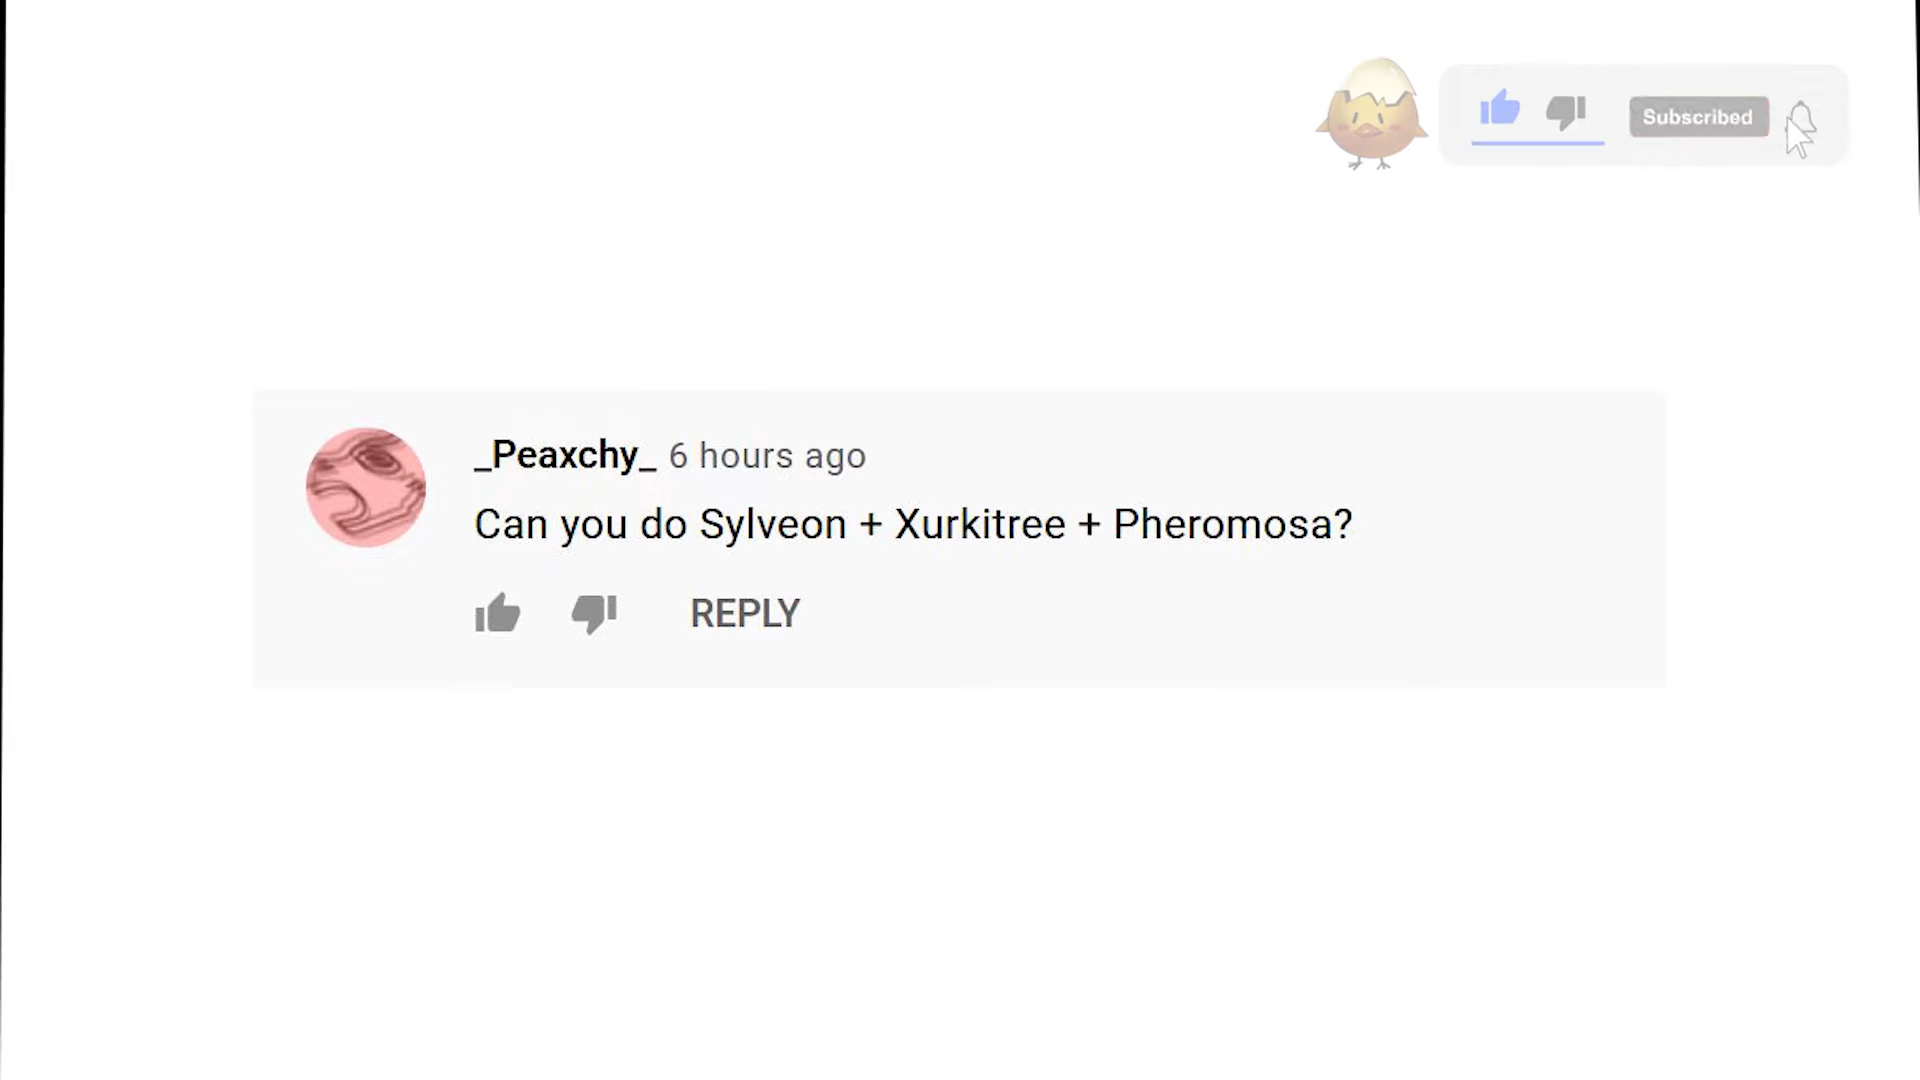 Subscribed
_Peaxchy_ 6 hours ago
Can you do Sylveon + Xurkitree + Pheromosa?
REPLY